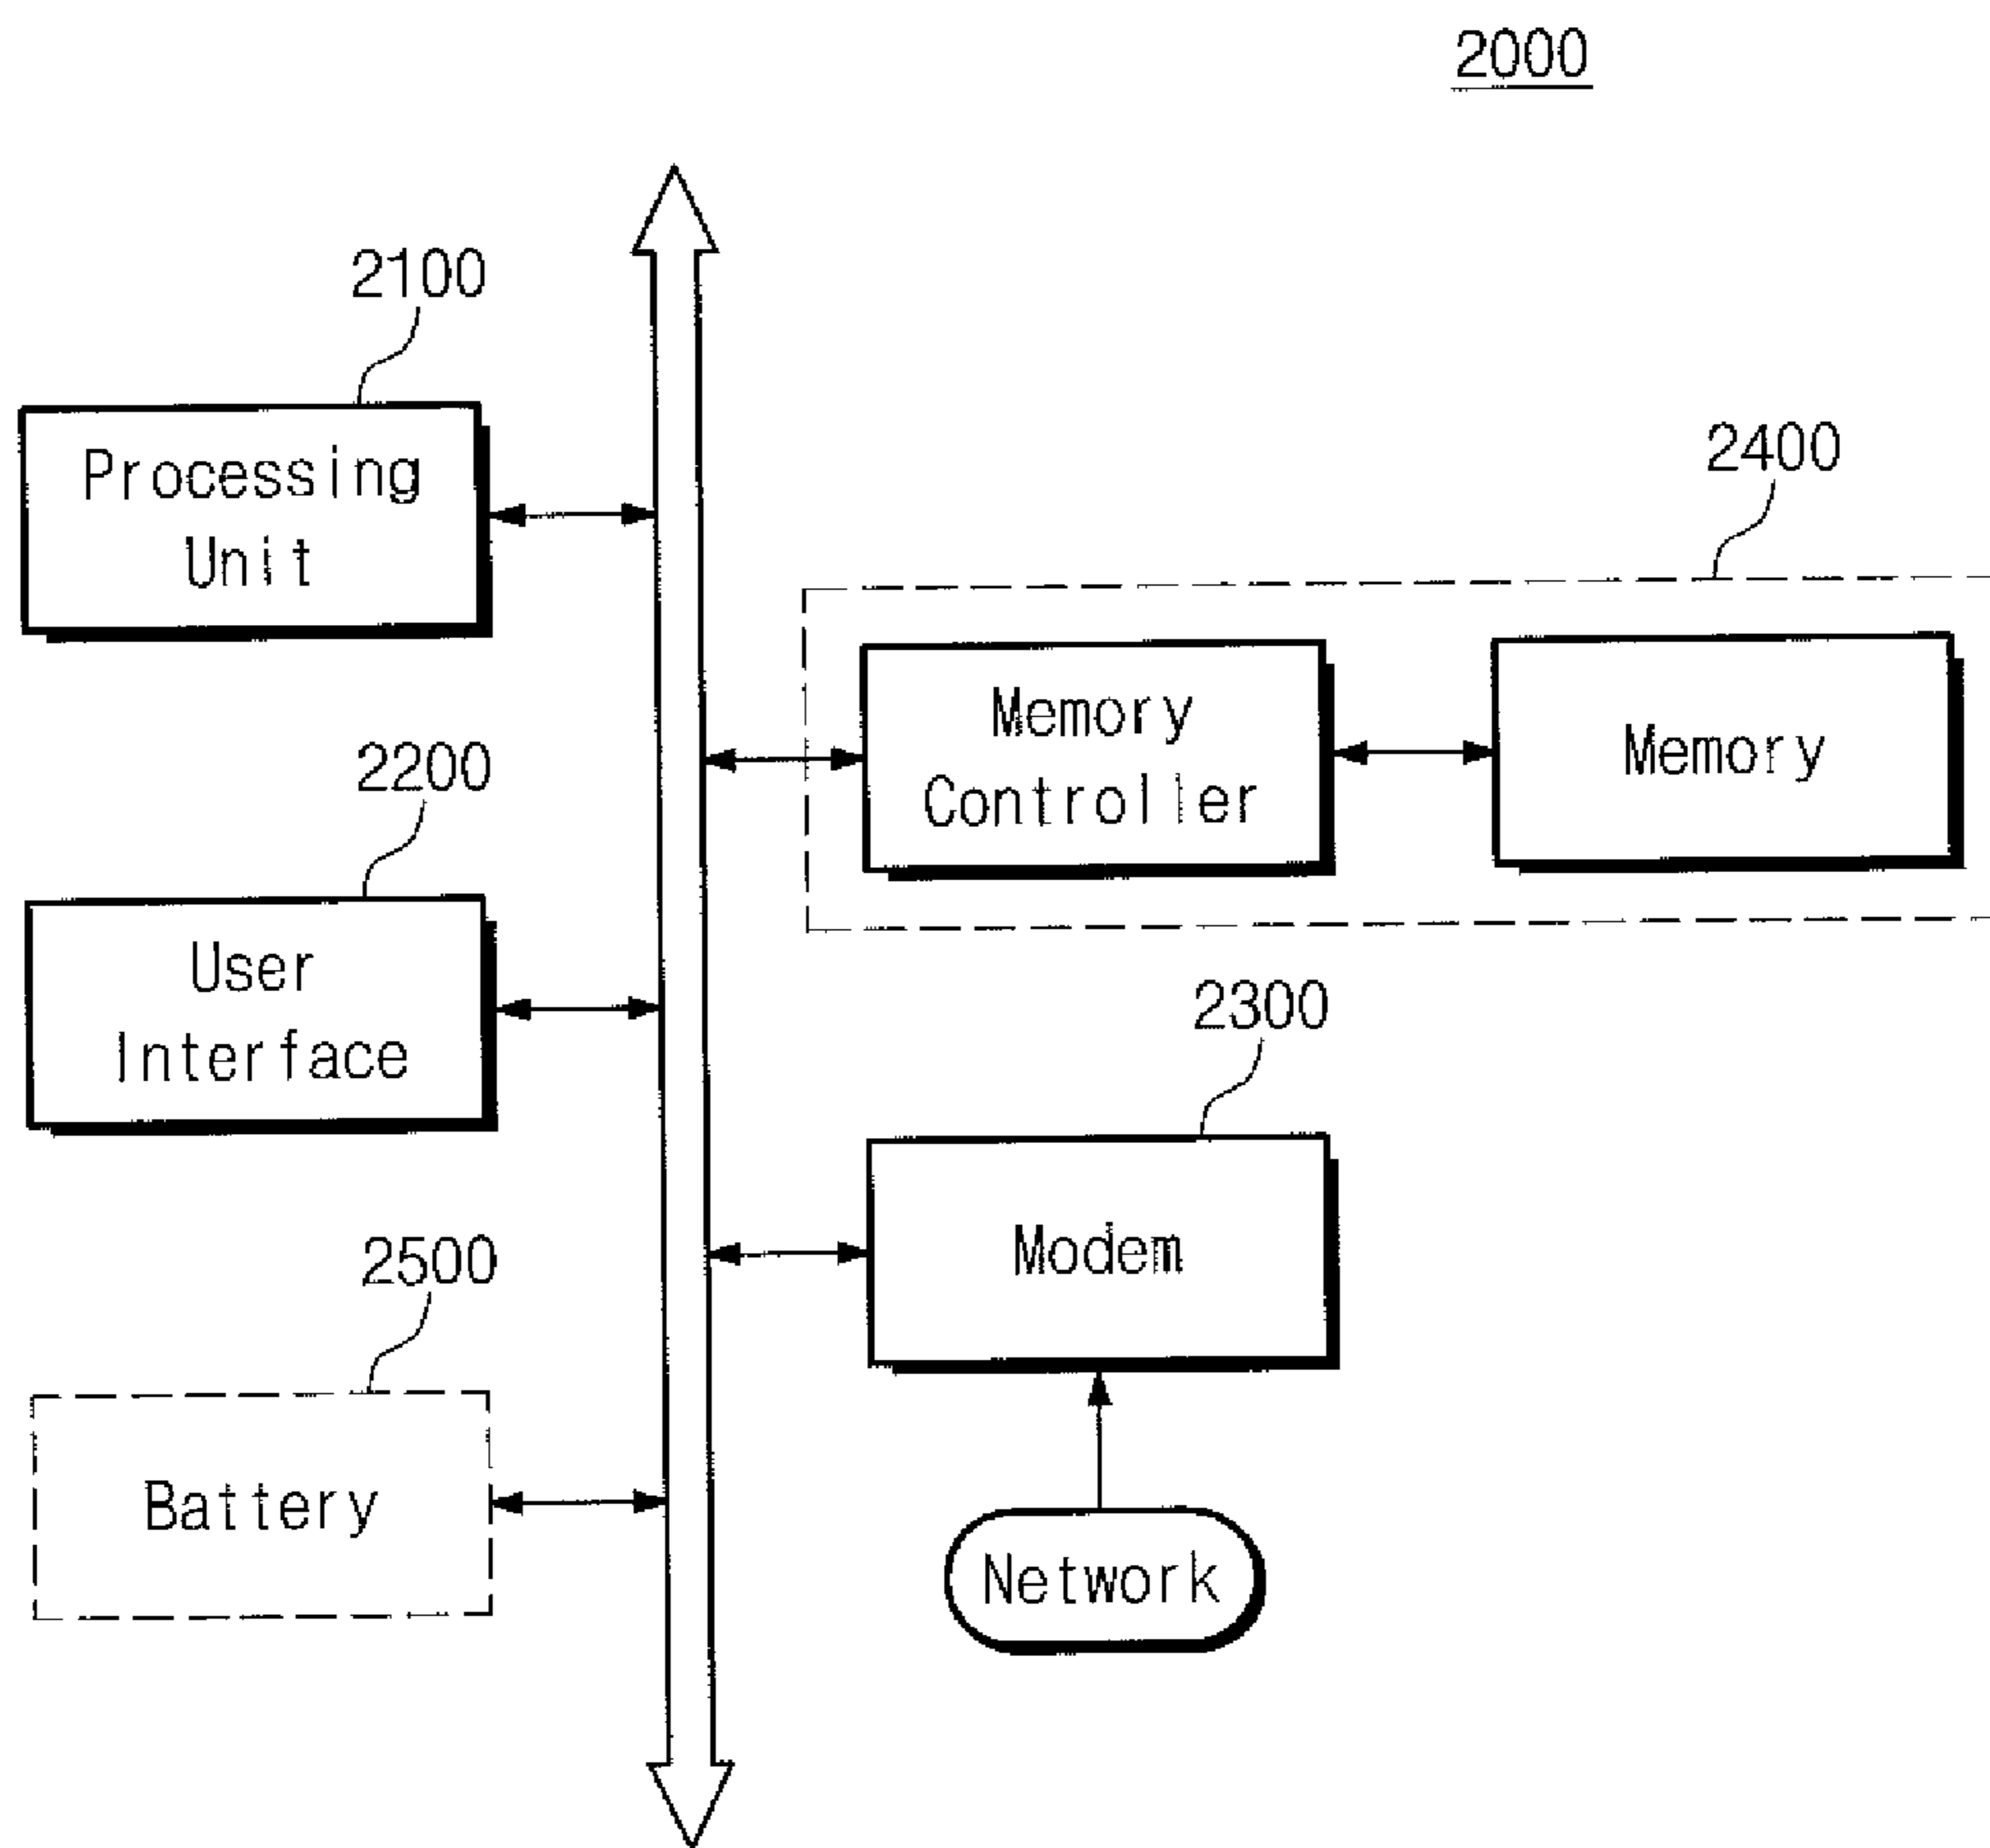 2000
2100
Processing
Unit
2400
Memory
Controller
Memory
2200
User
Interface
2300
Modem
2500
Battery
Network